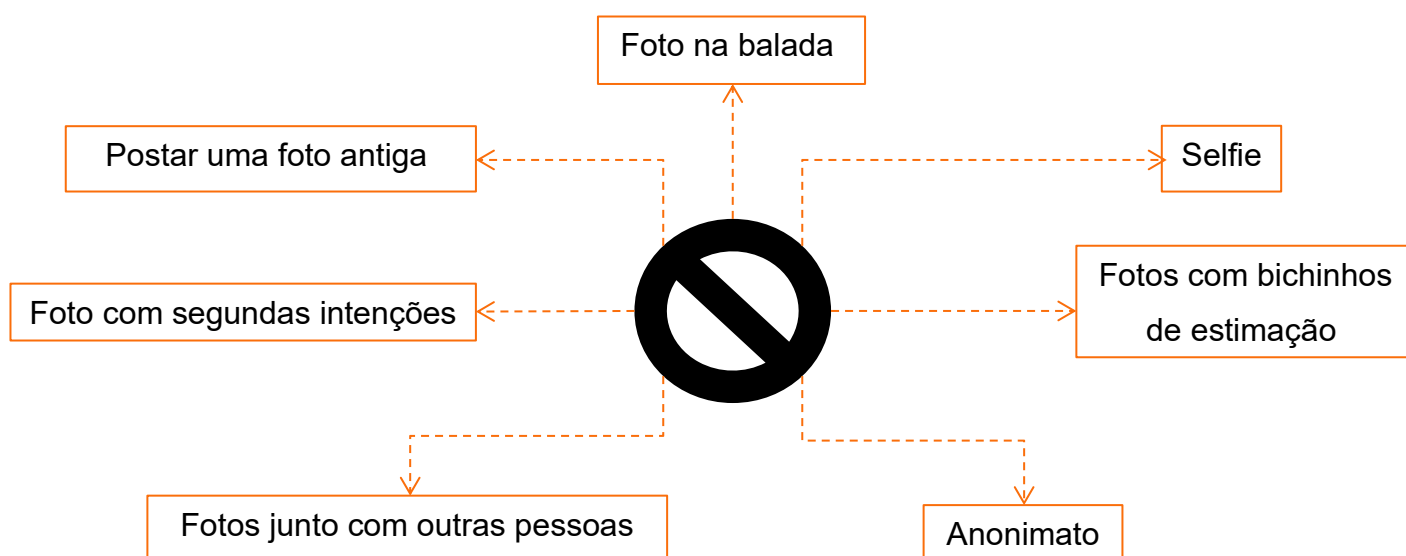 Foto na balada
Postar uma foto antiga
Selfie
Foto com segundas intenções
Fotos com bichinhos
de estimação
Fotos junto com outras pessoas
Anonimato